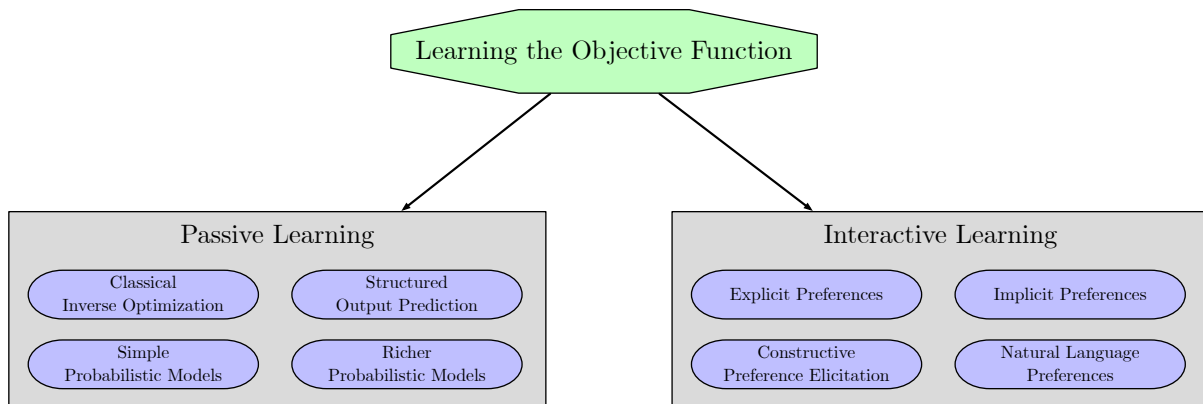 Learning the Objective Function
Passive Learning
Classical
Inverse Optimization
Structured
Output Prediction
Simple
Probabilistic Models
Richer
Probabilistic Models
Interactive Learning
Explicit Preferences
Implicit Preferences
Constructive
Preference Elicitation
Natural Language
Preferences